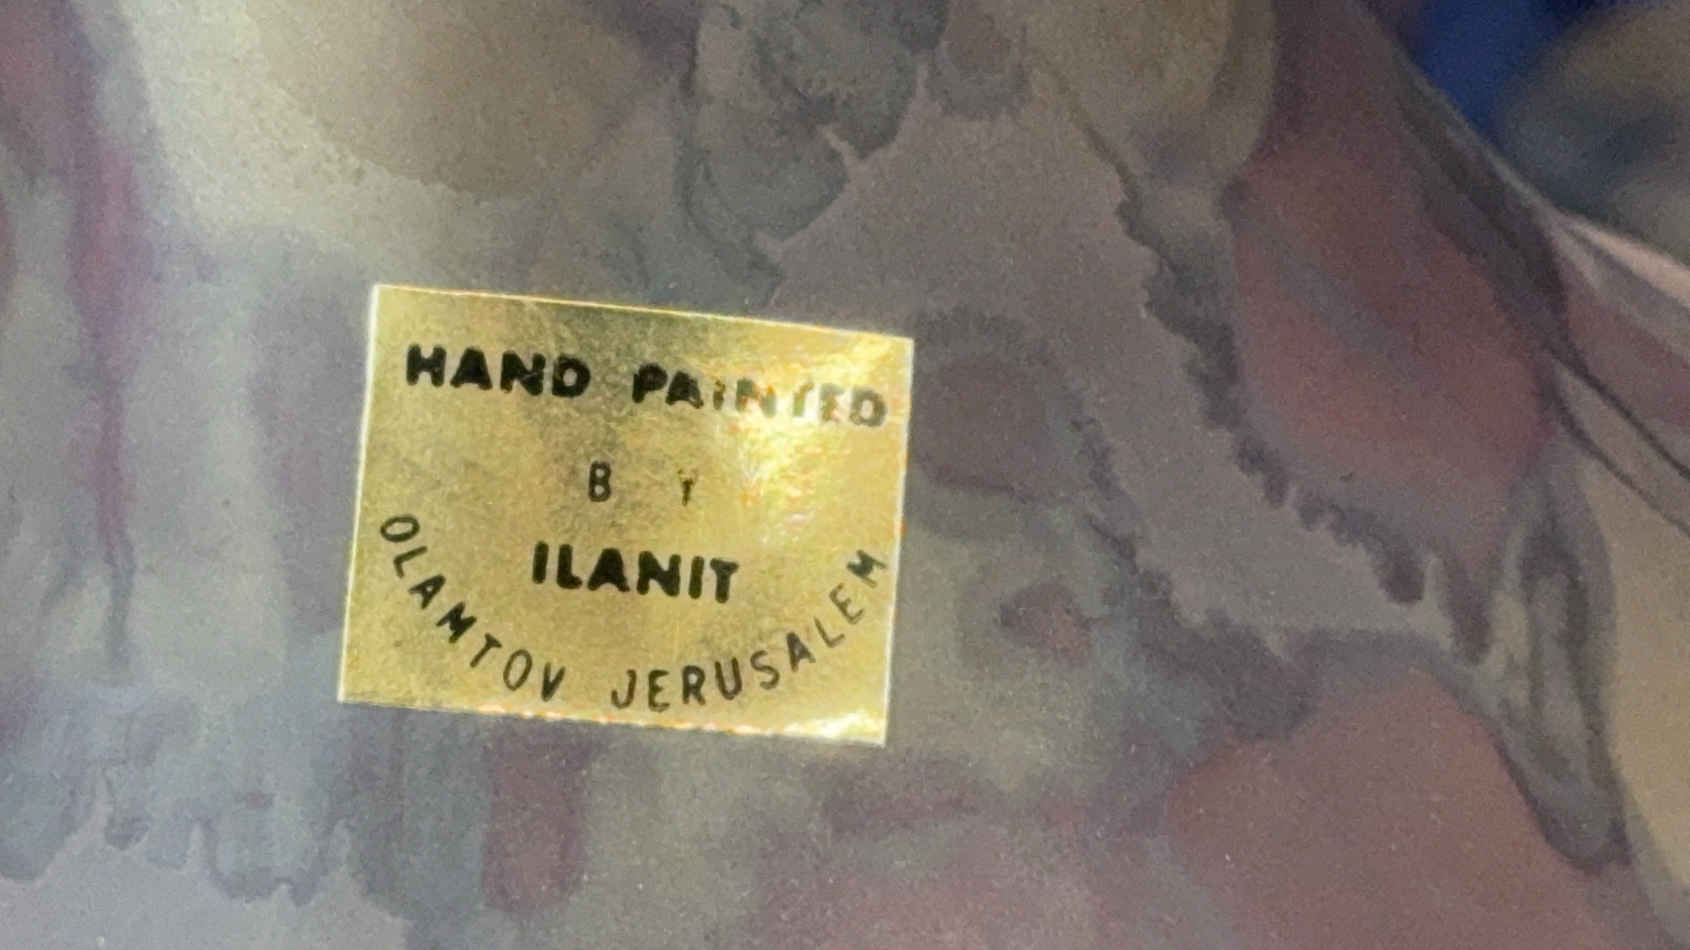 HAND PAINTED
BY
ILANIT
OLAMTOV JERUSALEM